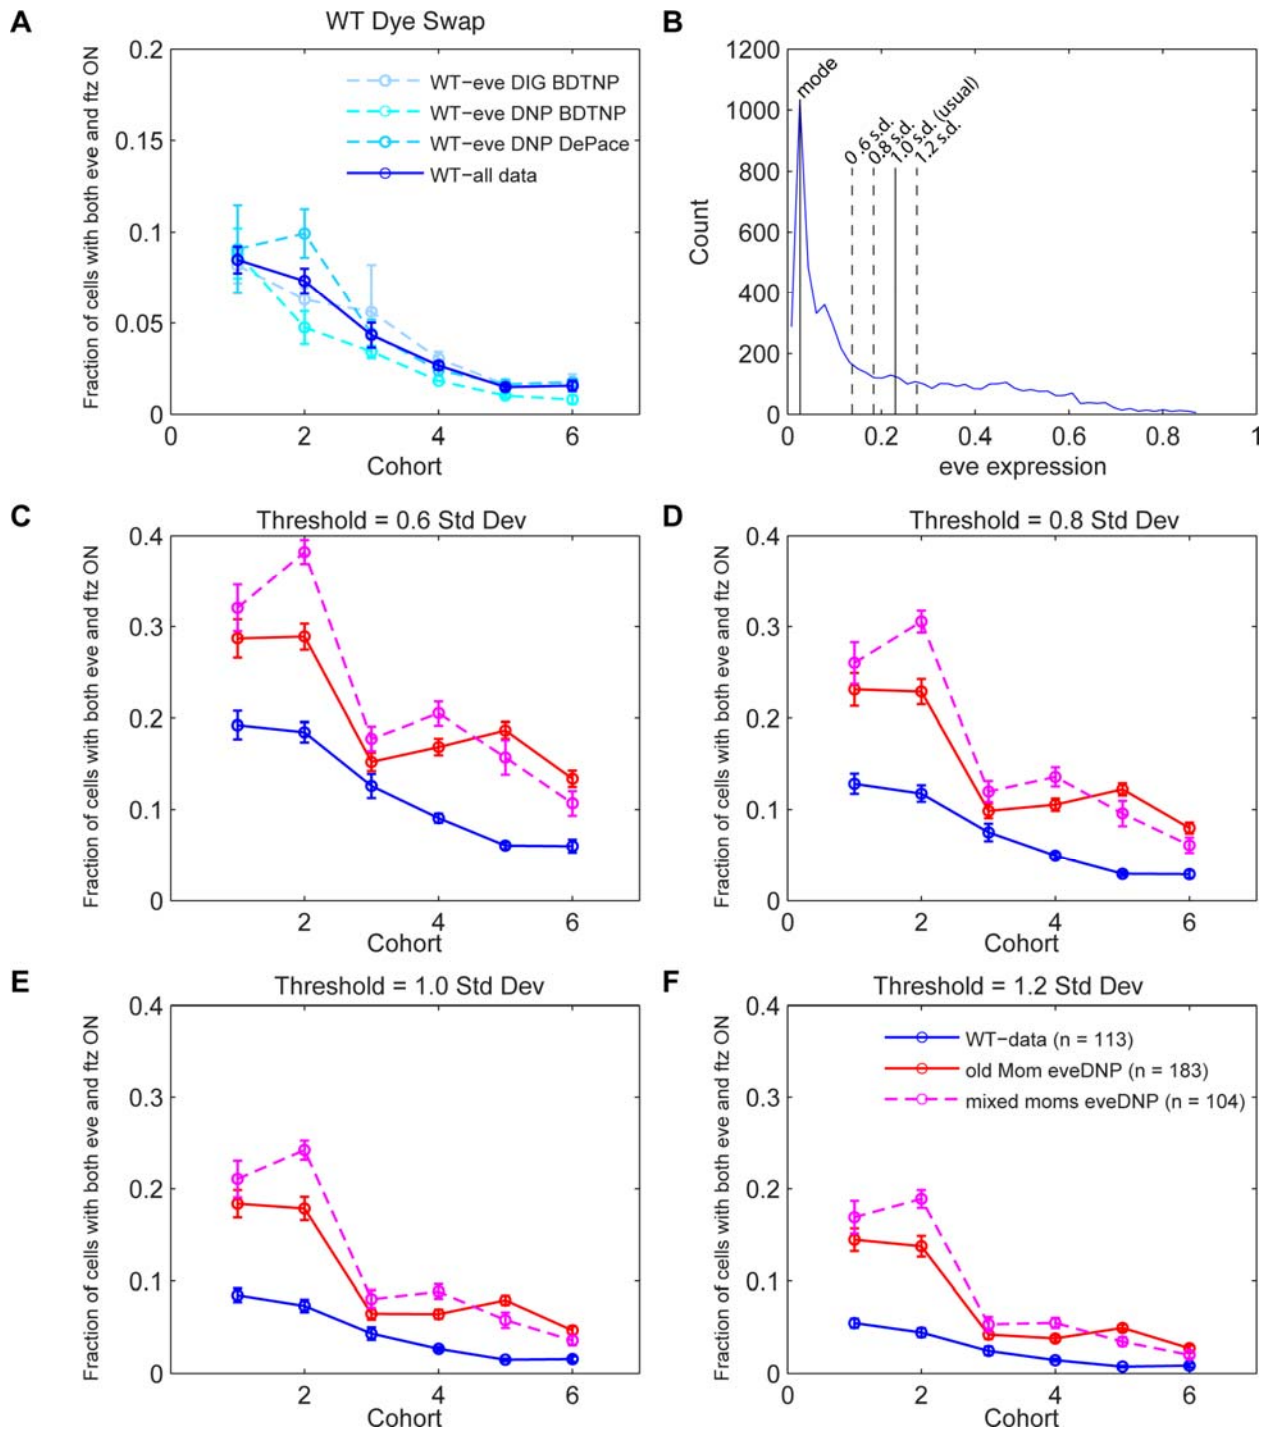 A
WT Dye Swap
Fraction of cells with both eve and ftz ON
0.2
0.15
0.1
0.05
0
WT-eve DIG BDTNP
WT-eve DNP BDTNP
WT-eve DNP DePace
WT-all data
0 2 4 6
Cohort
B
Count
1200
1000
800
600
400
200
0
mode
0.6 s.d.
0.8 s.d.
1.0 s.d. (usual)
1.2 s.d.
0 0.2 0.4 0.6 0.8 1
eve expression
C
Threshold = 0.6 Std Dev
Fraction of cells with both eve and ftz ON
0.4
0.3
0.2
0.1
0
2 4 6
Cohort
D
Threshold = 0.8 Std Dev
Fraction of cells with both eve and ftz ON
0.4
0.3
0.2
0.1
0
0 2 4 6
Cohort
E
Threshold = 1.0 Std Dev
Fraction of cells with both eve and ftz ON
0.4
0.3
0.2
0.1
0
2 4 6
Cohort
F
Threshold = 1.2 Std Dev
Fraction of cells with both eve and ftz ON
0.4
0.3
0.2
0.1
0
WT-data (n = 113)
old Mom eveDNP (n = 183)
mixed moms eveDNP (n = 104)
0 2 4 6
Cohort